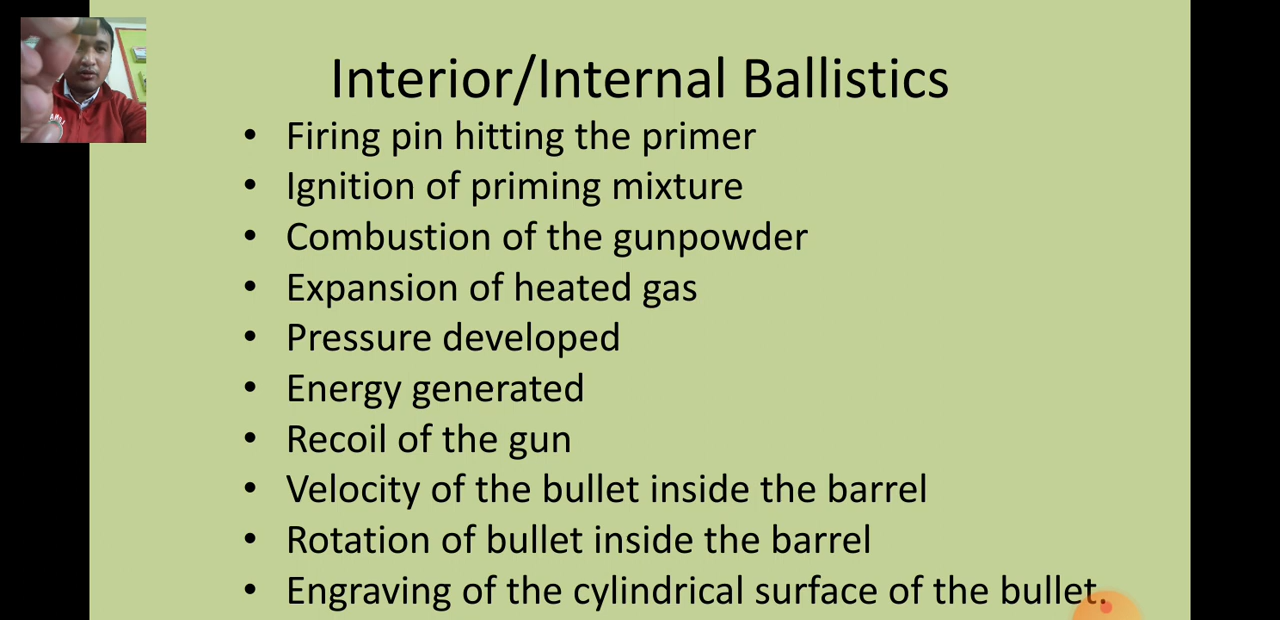 Interior/Internal Ballistics
• Firing pin hitting the primer
• Ignition of priming mixture
• Combustion of the gunpowder
• Expansion of heated gas
• Pressure developed
• Energy generated
• Recoil of the gun
• Velocity of the bullet inside the barrel
• Rotation of bullet inside the barrel
• Engraving of the cylindrical surface of the bullet.